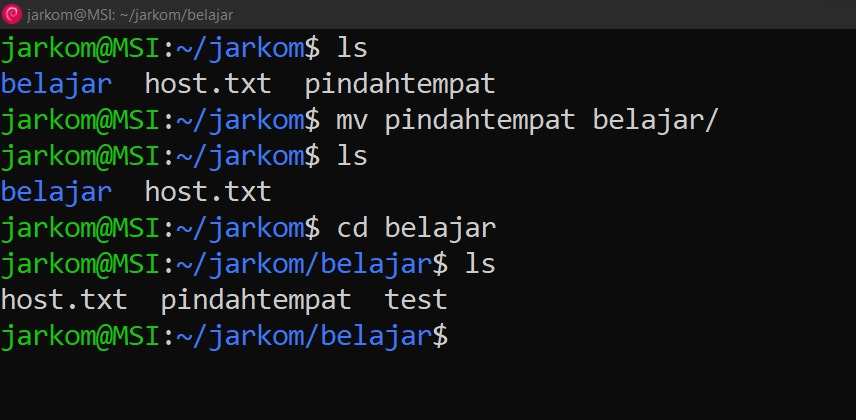 jarkom@MSI: ~/jarkom/belajar
jarkom@MSI:~/jarkom$ ls
belajar  host.txt  pindahtempat
jarkom@MSI:~/jarkom$ mv pindahtempat belajar/
jarkom@MSI:~/jarkom$ ls
belajar  host.txt
jarkom@MSI:~/jarkom$ cd belajar
jarkom@MSI:~/jarkom/belajar$ ls
host.txt  pindahtempat  test
jarkom@MSI:~/jarkom/belajar$